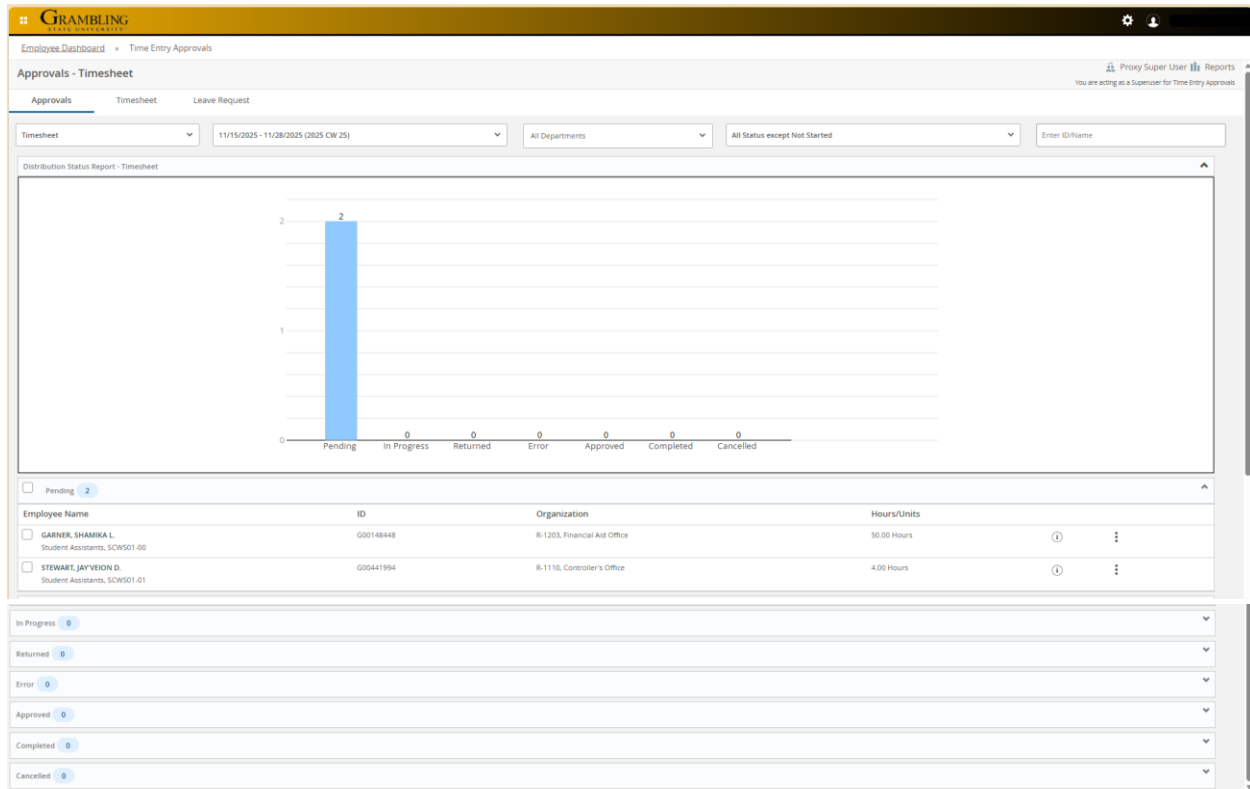 GRAMBLING
STATE UNIVERSITY
Employee Dashboard • Time Entry Approvals
Approvals - Timesheet
Proxy Super User Reports
You are acting as a Superuser for Time Entry Approvals
Approvals Timesheet Leave Request
Timesheet 11/15/2025 - 11/28/2025 (2025 CW 25) All Departments All Status except Not Started Enter ID/Name
Distribution Status Report - Timesheet
2
2
1
0 0 0 0 0 0 0
Pending In Progress Returned Error Approved Completed Cancelled
Pending 2
Employee Name ID Organization Hours/Units
GARNER, SHAMIKA L. G00148448 R-1203, Financial Aid Office 50.00 Hours
Student Assistants, SCWS01-00
STEWART, JAY'VEION D. G00441994 R-1110, Controller's Office 4.00 Hours
Student Assistants, SCWS01-01
In Progress 0
Returned 0
Error 0
Approved 0
Completed 0
Cancelled 0